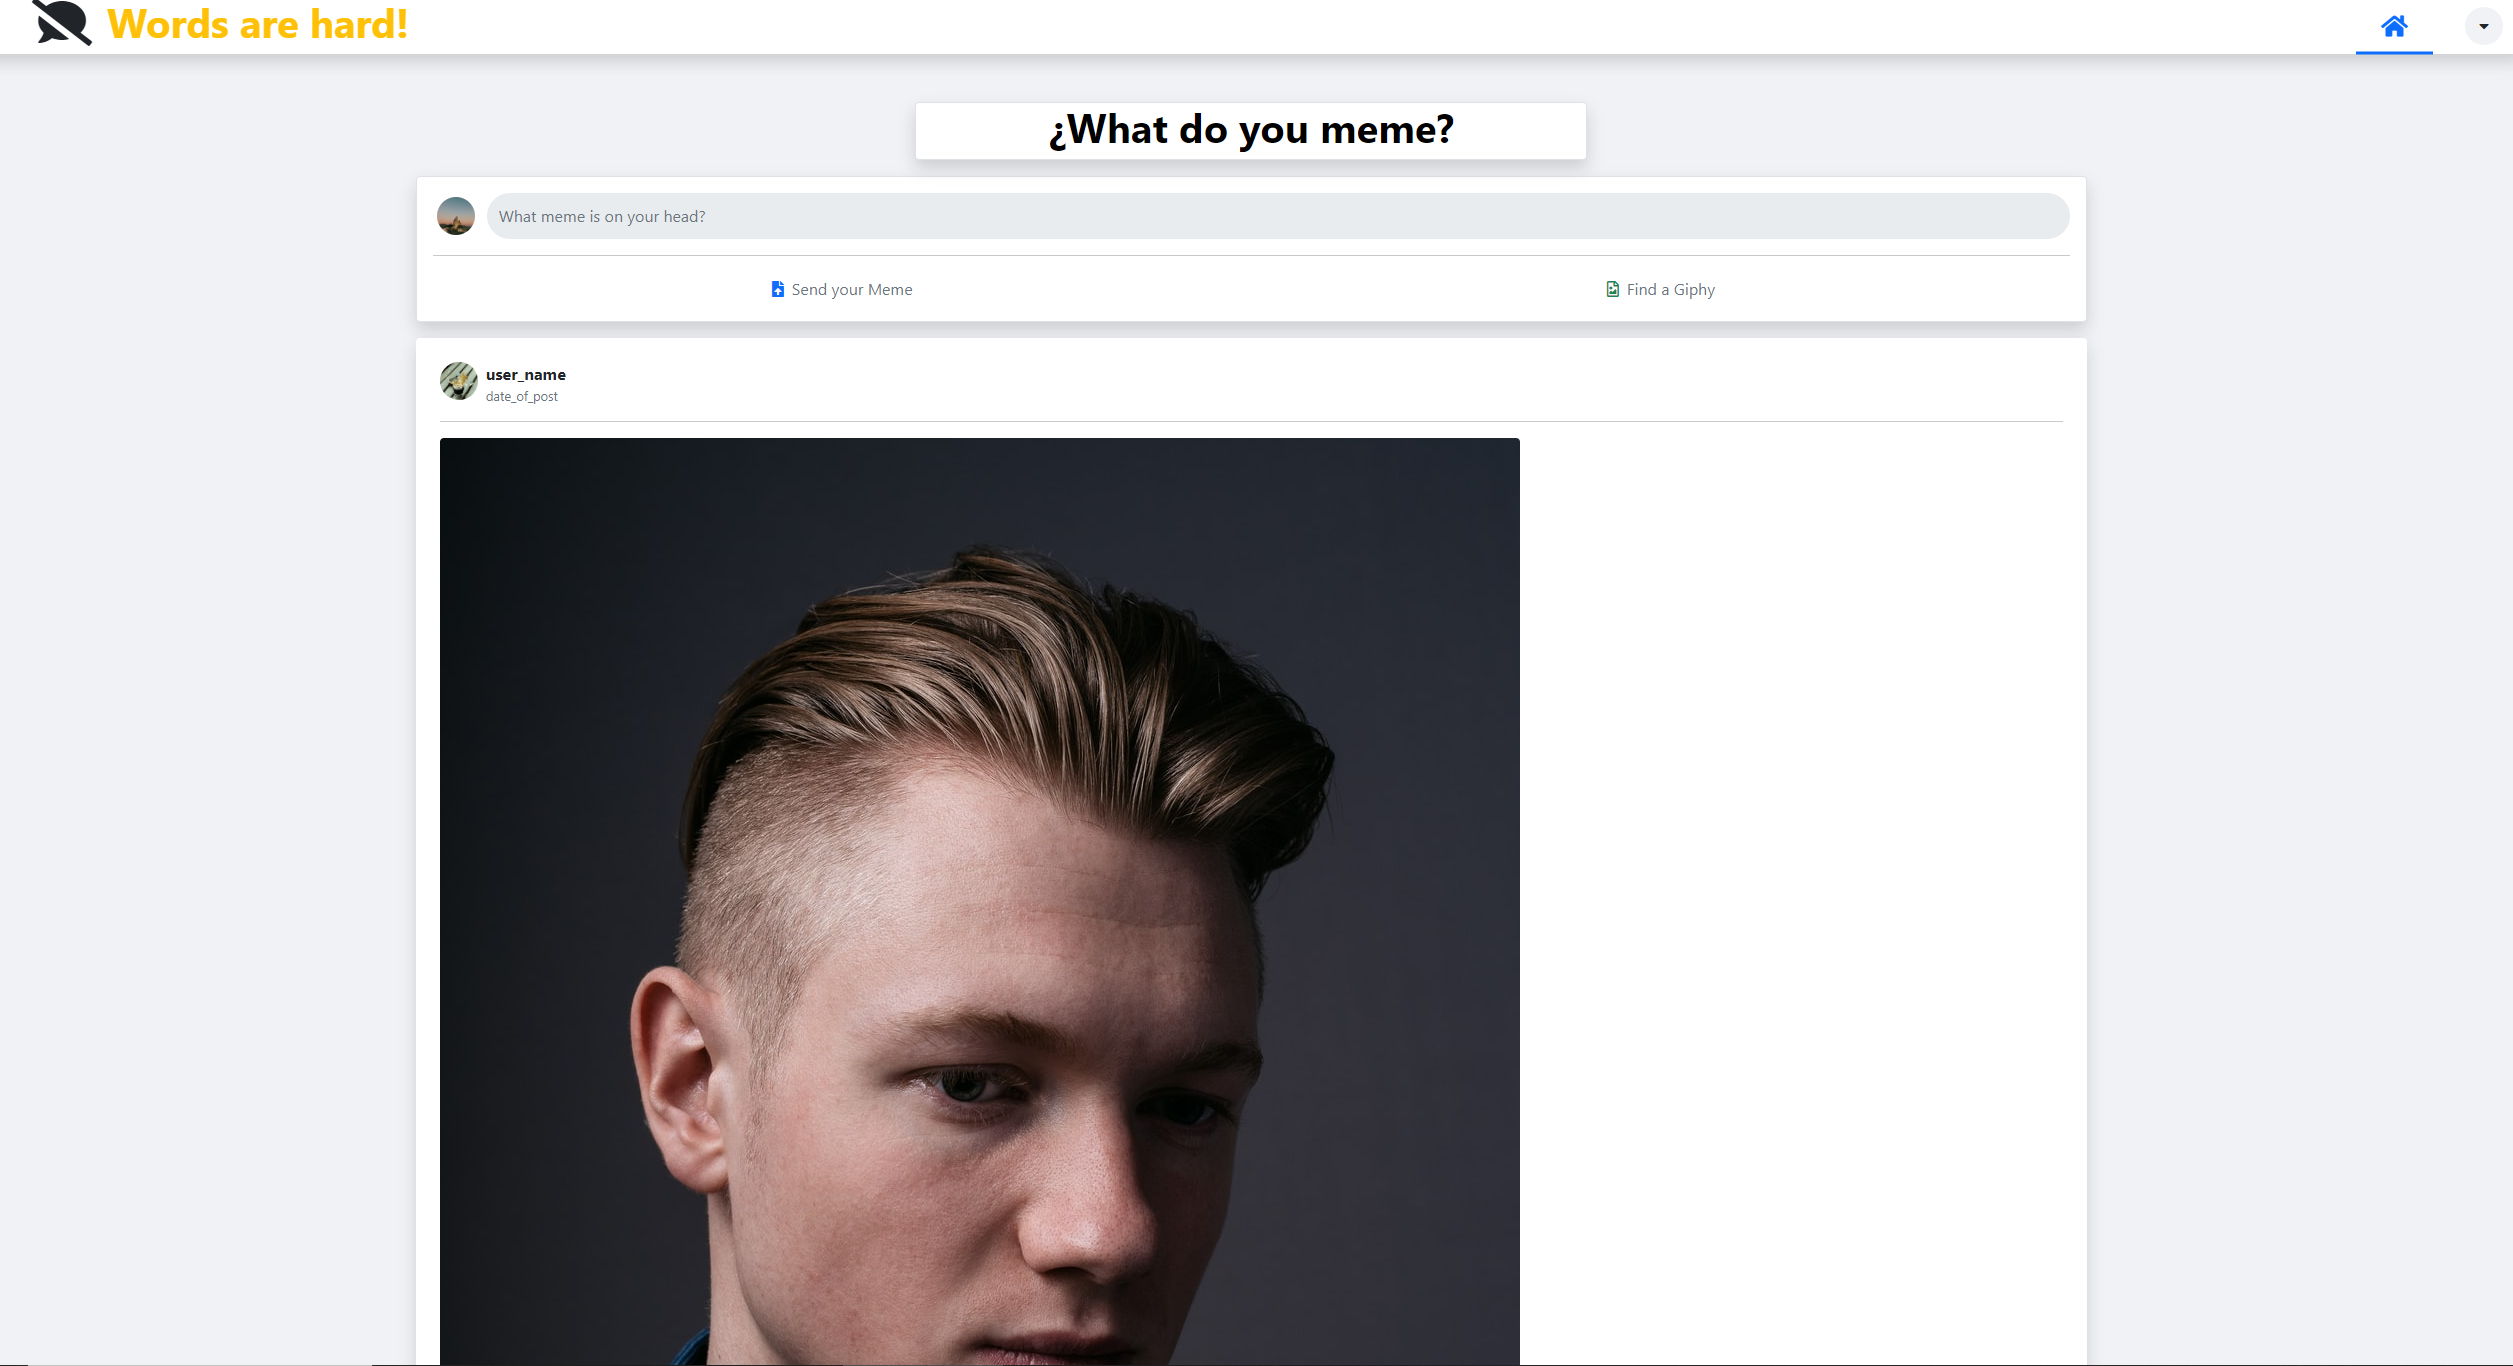 Words are hard!
¿What do you meme?
What meme is on your head?
Send your Meme
Find a Giphy
user_name
date_of_post